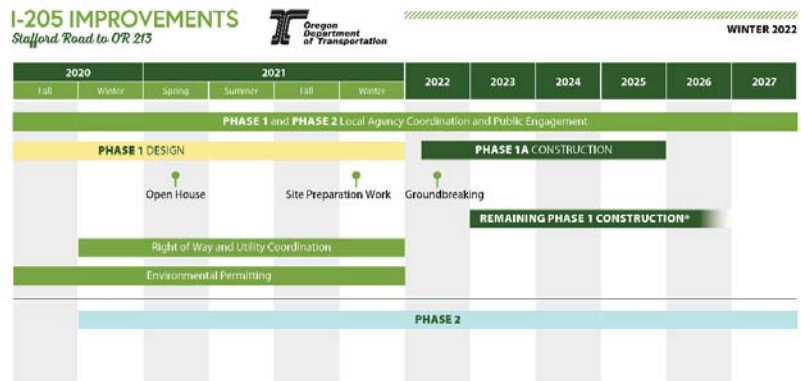 I-205 IMPROVEMENTS
Stafford Road to OR 213
Oregon
Department
of Transportation
WINTER 2022
2020 2021 2022 2023 2024 2025 2026 2027
Fall Winter Spring Summer Fall Winter
PHASE 1 and PHASE 2 Local Agency Coordination and Public Engagement
PHASE 1 DESIGN PHASE 1A CONSTRUCTION
Open House Site Preparation Work Groundbreaking
REMAINING PHASE 1 CONSTRUCTION*
Right of Way and Utility Coordination
Environmental Permitting
PHASE 2